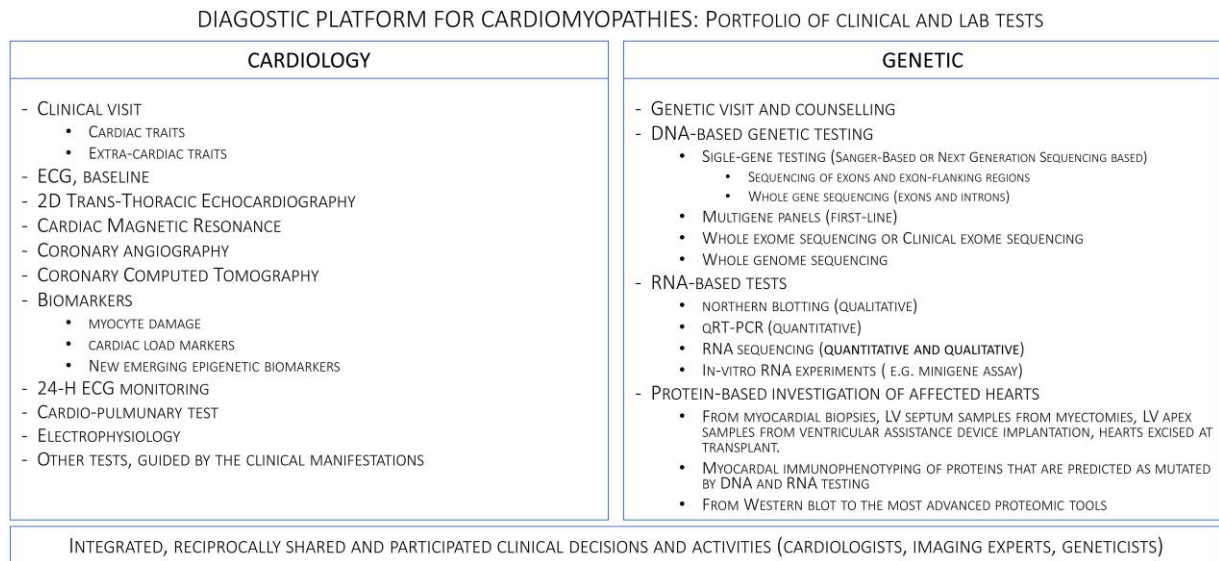 DIAGOSTIC PLATFORM FOR CARDIOMYOPATHIES: PORTFOLIO OF CLINICAL AND LAB TESTS
CARDIOLOGY
- CLINICAL VISIT
• CARDIAC TRAITS
• EXTRA-CARDIAC TRAITS
- ECG, BASELINE
- 2D TRANS-THORACIC ECHOCARDIOGRAPHY
- CARDIAC MAGNETIC RESONANCE
- CORONARY ANGIOGRAPHY
- CORONARY COMPUTED TOMOGRAPHY
- BIOMARKERS
• MYOCYTE DAMAGE
• CARDIAC LOAD MARKERS
• NEW EMERGING EPIGENETIC BIOMARKERS
- 24-H ECG MONITORING
- CARDIO-PULMUNARY TEST
- ELECTROPHYSIOLOGY
- OTHER TESTS, GUIDED BY THE CLINICAL MANIFESTATIONS
GENETIC
- GENETIC VISIT AND COUNSELLING
- DNA-BASED GENETIC TESTING
• SIGLE-GENE TESTING (SANGER-BASED OR NEXT GENERATION SEQUENCING BASED)
• SEQUENCING OF EXONS AND EXON-FLANKING REGIONS
• WHOLE GENE SEQUENCING (EXONS AND INTRONS)
• MULTIGENE PANELS (FIRST-LINE)
• WHOLE EXOME SEQUENCING OR CLINICAL EXOME SEQUENCING
• WHOLE GENOME SEQUENCING
- RNA-BASED TESTS
• NORTHERN BLOTTING (QUALITATIVE)
• QRT-PCR (QUANTITATIVE)
• RNA SEQUENCING (QUANTITATIVE AND QUALITATIVE)
• IN-VITRO RNA EXPERIMENTS ( E.G. MINIGENE ASSAY)
- PROTEIN-BASED INVESTIGATION OF AFFECTED HEARTS
• FROM MYOCARDIAL BIOPSIES, LV SEPTUM SAMPLES FROM MYECTOMIES, LV APEX
SAMPLES FROM VENTRICULAR ASSISTANCE DEVICE IMPLANTATION, HEARTS EXCISED AT
TRANSPLANT.
• MYOCARDAL IMMUNOPHENOTYPING OF PROTEINS THAT ARE PREDICTED AS MUTATED
BY DNA AND RNA TESTING
• FROM WESTERN BLOT TO THE MOST ADVANCED PROTEOMIC TOOLS
INTEGRATED, RECIPROCALLY SHARED AND PARTICIPATED CLINICAL DECISIONS AND ACTIVITIES (CARDIOLOGISTS, IMAGING EXPERTS, GENETICISTS)